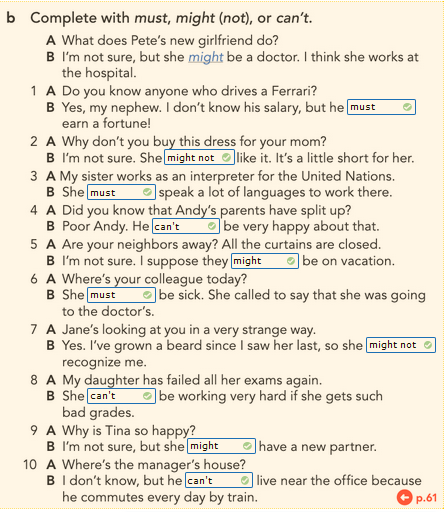 b Complete with must, might (not), or can't.
A What does Pete's new girlfriend do?
B I'm not sure, but she might be a doctor. I think she works at
the hospital.
1 A Do you know anyone who drives a Ferrari?
B Yes, my nephew. I don't know his salary, but he must
earn a fortune!
2 A Why don't you buy this dress for your mom?
B I'm not sure. She might not like it. It's a little short for her.
3 A My sister works as an interpreter for the United Nations.
B She must speak a lot of languages to work there.
4 A Did you know that Andy's parents have split up?
B Poor Andy. He can't be very happy about that.
5 A Are your neighbors away? All the curtains are closed.
B I'm not sure. I suppose they might be on vacation.
6 A Where's your colleague today?
B She must be sick. She called to say that she was going
to the doctor's.
7 A Jane's looking at you in a very strange way.
B Yes. I've grown a beard since I saw her last, so she might not
recognize me.
8 A My daughter has failed all her exams again.
B She can't be working very hard if she gets such
bad grades.
9 A Why is Tina so happy?
B I'm not sure, but she might have a new partner.
10 A Where's the manager's house?
B I don't know, but he can't live near the office because
he commutes every day by train.
p.61